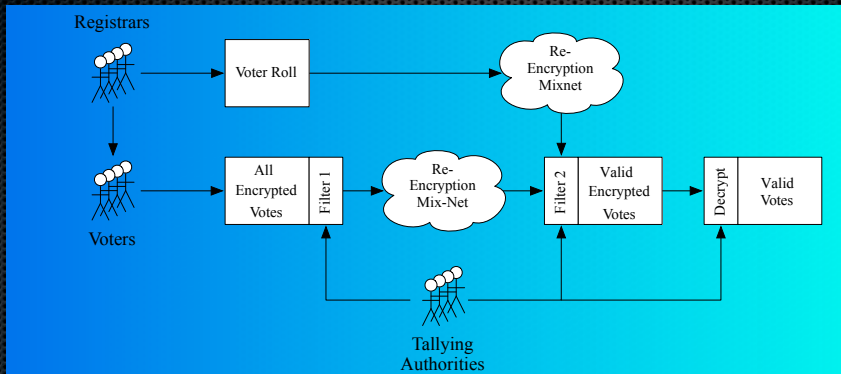 Registrars
Voter Roll
Re-
Encryption
Mixnet
All
Encrypted
Votes
Filter 1
Re-
Encryption
Mix-Net
Filter 2
Valid
Encrypted
Votes
Decrypt
Valid
Votes
Voters
Tallying
Authorities